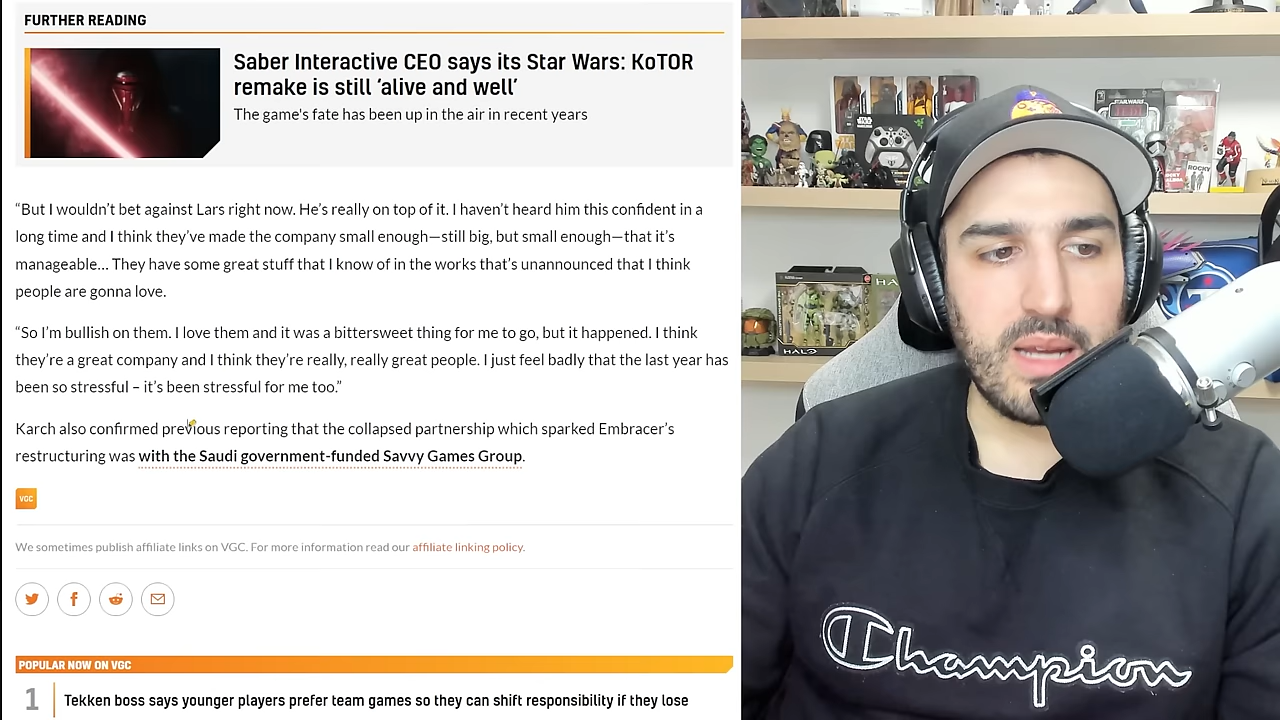 FURTHER READING
Saber Interactive CEO says its Star Wars: KoTOR
remake is still ‘alive and well’
The game's fate has been up in the air in recent years
“But I wouldn’t bet against Lars right now. He’s really on top of it. I haven’t heard him this confident in a
long time and I think they’ve made the company small enough—still big, but small enough—that it’s
manageable… They have some great stuff that I know of in the works that’s unannounced that I think
people are gonna love.
“So I’m bullish on them. I love them and it was a bittersweet thing for me to go, but it happened. I think
they’re a great company and I think they’re really, really great people. I just feel badly that the last year has
been so stressful – it’s been stressful for me too.”
Karch also confirmed previous reporting that the collapsed partnership which sparked Embracer’s
restructuring was with the Saudi government-funded Savvy Games Group.
VGC
We sometimes publish affiliate links on VGC. For more information read our affiliate linking policy.
POPULAR NOW ON VGC
1 Tekken boss says younger players prefer team games so they can shift responsibility if they lose
STAR WARS
ROCKY
HALO
HA
Champion